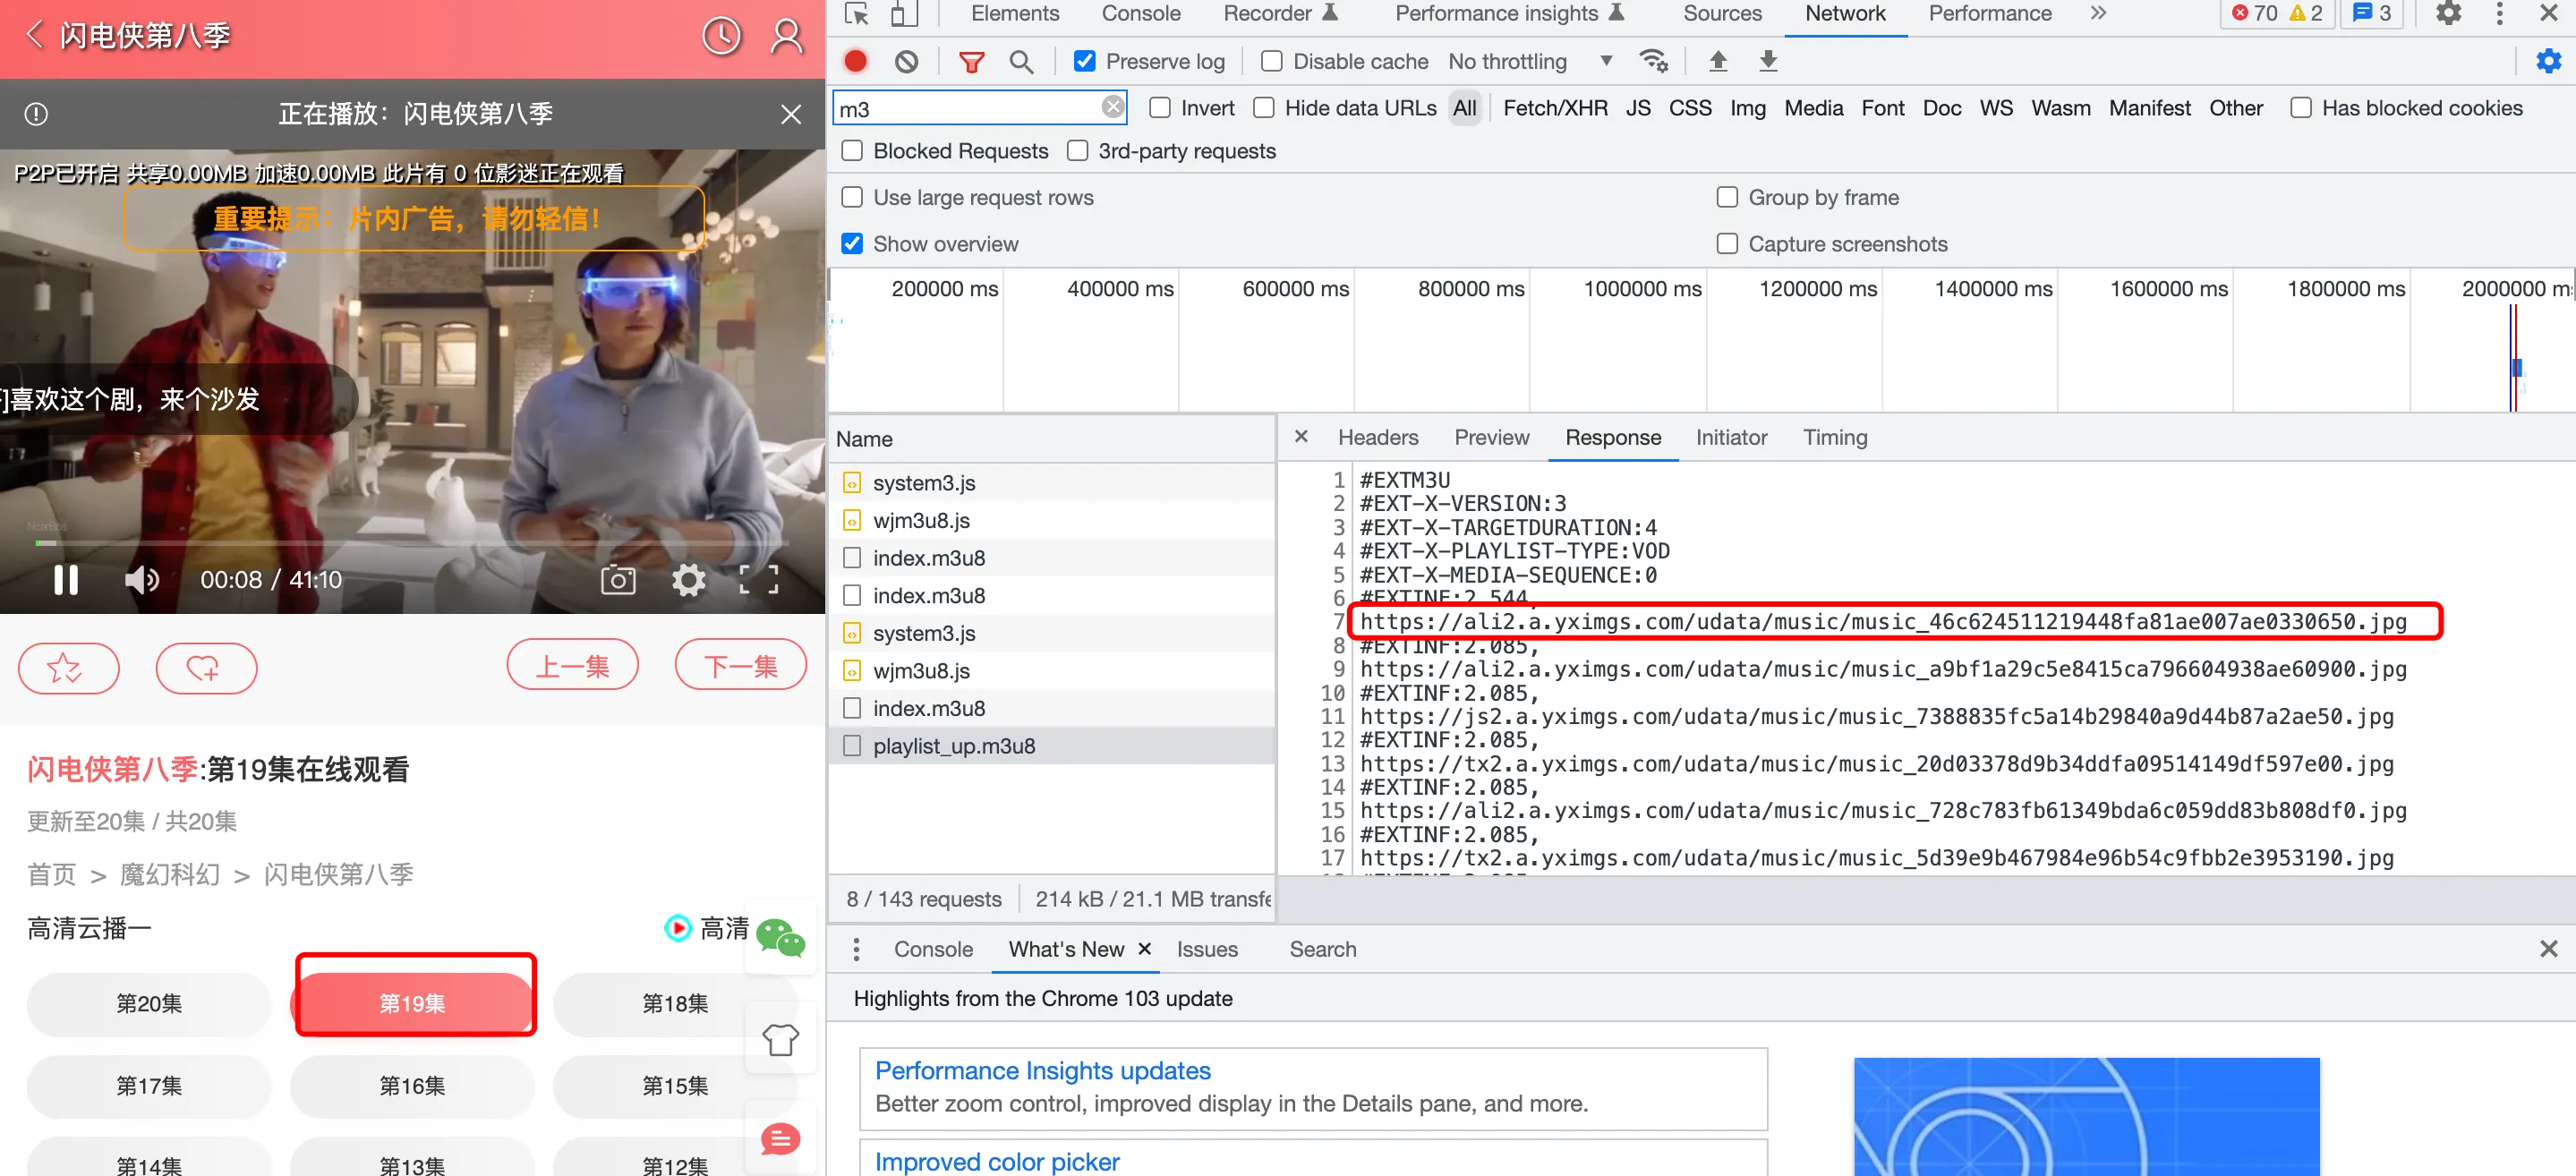 闪电侠第八季
正在播放：闪电侠第八季
P2P已开启 共享0.00MB 加速0.00MB 此片有 0 位影迷正在观看
重要提示：片内广告，请勿轻信！
]喜欢这个剧，来个沙发
00:08 / 41:10
上一集
下一集
闪电侠第八季:第19集在线观看
更新至20集 / 共20集
首页 > 魔幻科幻 > 闪电侠第八季
高清云播一
高清
第20集
第19集
第18集
第17集
第16集
第15集
第14集
第13集
第12集
Elements
Console
Recorder
Performance insights
Sources
Network
Performance
70
2
3
Preserve log
Disable cache
No throttling
m3
Invert
Hide data URLs
All
Fetch/XHR
JS
CSS
Img
Media
Font
Doc
WS
Wasm
Manifest
Other
Has blocked cookies
Blocked Requests
3rd-party requests
Use large request rows
Group by frame
Show overview
Capture screenshots
200000 ms
400000 ms
600000 ms
800000 ms
1000000 ms
1200000 ms
1400000 ms
1600000 ms
1800000 ms
2000000 m
Name
system3.js
wjm3u8.js
index.m3u8
index.m3u8
system3.js
wjm3u8.js
index.m3u8
playlist_up.m3u8
8 / 143 requests
214 kB / 21.1 MB transfe
Headers
Preview
Response
Initiator
Timing
1 #EXTM3U
2 #EXT-X-VERSION:3
3 #EXT-X-TARGETDURATION:4
4 #EXT-X-PLAYLIST-TYPE:VOD
5 #EXT-X-MEDIA-SEQUENCE:0
6 #EXTINF:2.544,
7 https://ali2.a.yximgs.com/udata/music/music_46c624511219448fa81ae007ae0330650.jpg
8 #EXTINF:2.085,
9 https://ali2.a.yximgs.com/udata/music/music_a9bf1a29c5e8415ca796604938ae60900.jpg
10 #EXTINF:2.085,
11 https://js2.a.yximgs.com/udata/music/music_7388835fc5a14b29840a9d44b87a2ae50.jpg
12 #EXTINF:2.085,
13 https://tx2.a.yximgs.com/udata/music/music_20d03378d9b34ddfa09514149df597e00.jpg
14 #EXTINF:2.085,
15 https://ali2.a.yximgs.com/udata/music/music_728c783fb61349bda6c059dd83b808df0.jpg
16 #EXTINF:2.085,
17 https://tx2.a.yximgs.com/udata/music/music_5d39e9b467984e96b54c9fbb2e3953190.jpg
Console
What's New
Issues
Search
Highlights from the Chrome 103 update
Performance Insights updates
Better zoom control, improved display in the Details pane, and more.
Improved color picker